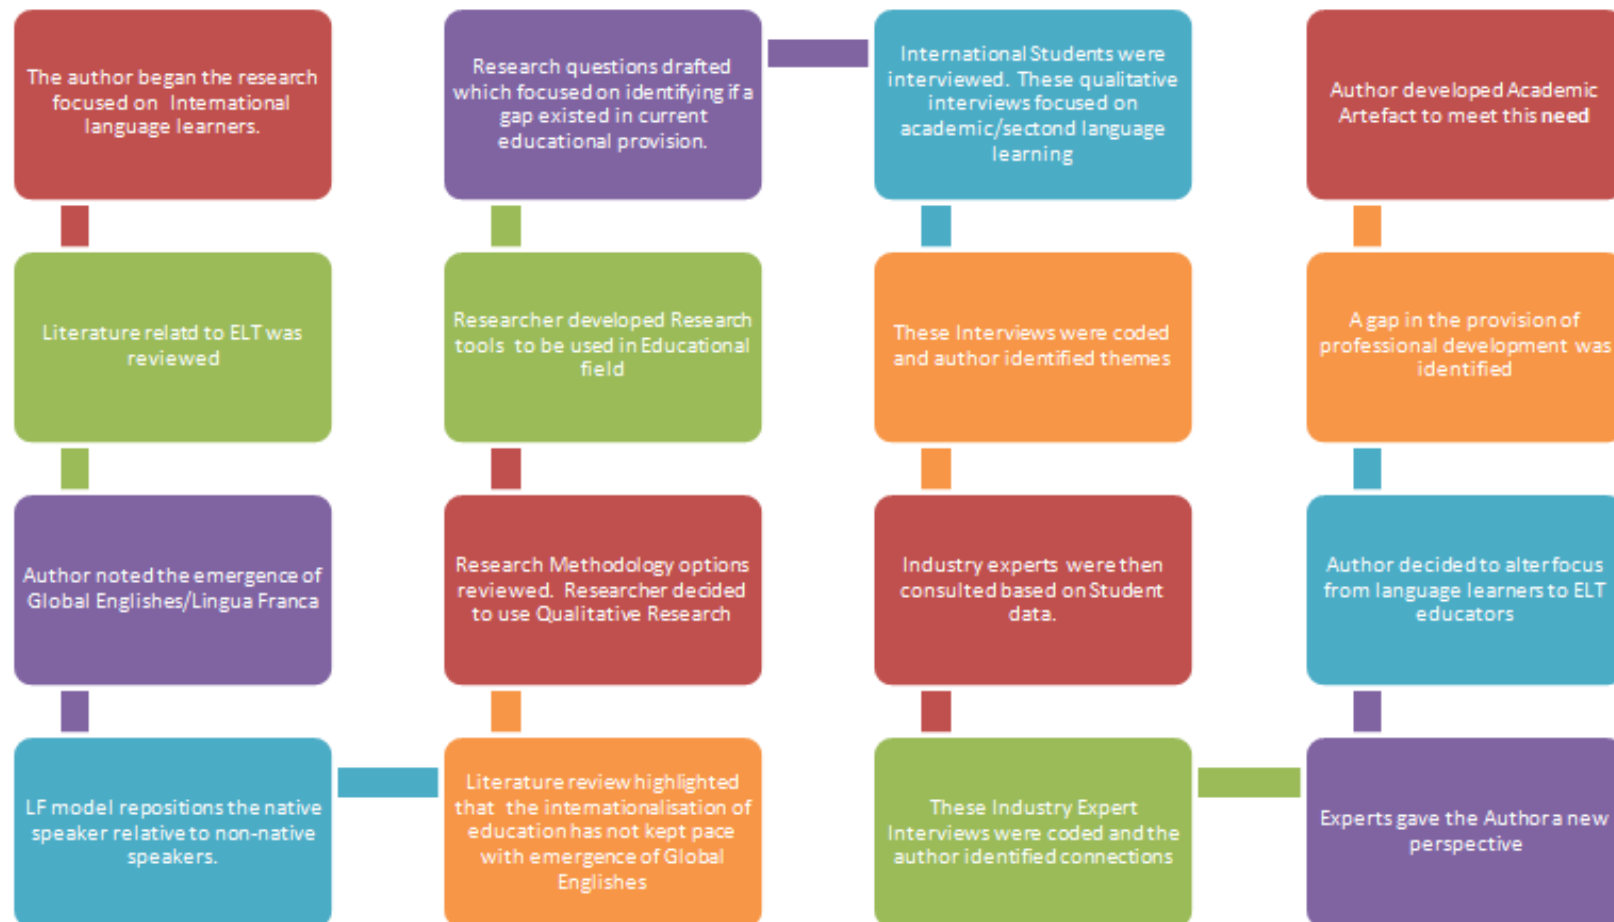 The author began the research
focused on International
language learners.
Literature relatd to ELT was
reviewed
Author noted the emergence of
Global Englishes/Lingua Franca
LF model repositions the native
speaker relative to non-native
speakers.
Literature review highlighted
that the internationalisation of
education has not kept pace
with emergence of Global
Englishes
Research Methodology options
reviewed. Researcher decided
to use Qualitative Research
Researcher developed Research
tools to be used in Educational
field
Research questions drafted
which focused on identifying if a
gap existed in current
educational provision.
International Students were
interviewed. These qualitative
interviews focused on
academic/sectond language
learning
These Interviews were coded
and author identified themes
Industry experts were then
consulted based on Student
data.
These Industry Expert
Interviews were coded and the
author identified connections
Experts gave the Author a new
perspective
Author decided to alter focus
from language learners to ELT
educators
A gap in the provision of
professional development was
identified
Author developed Academic
Artefact to meet this need